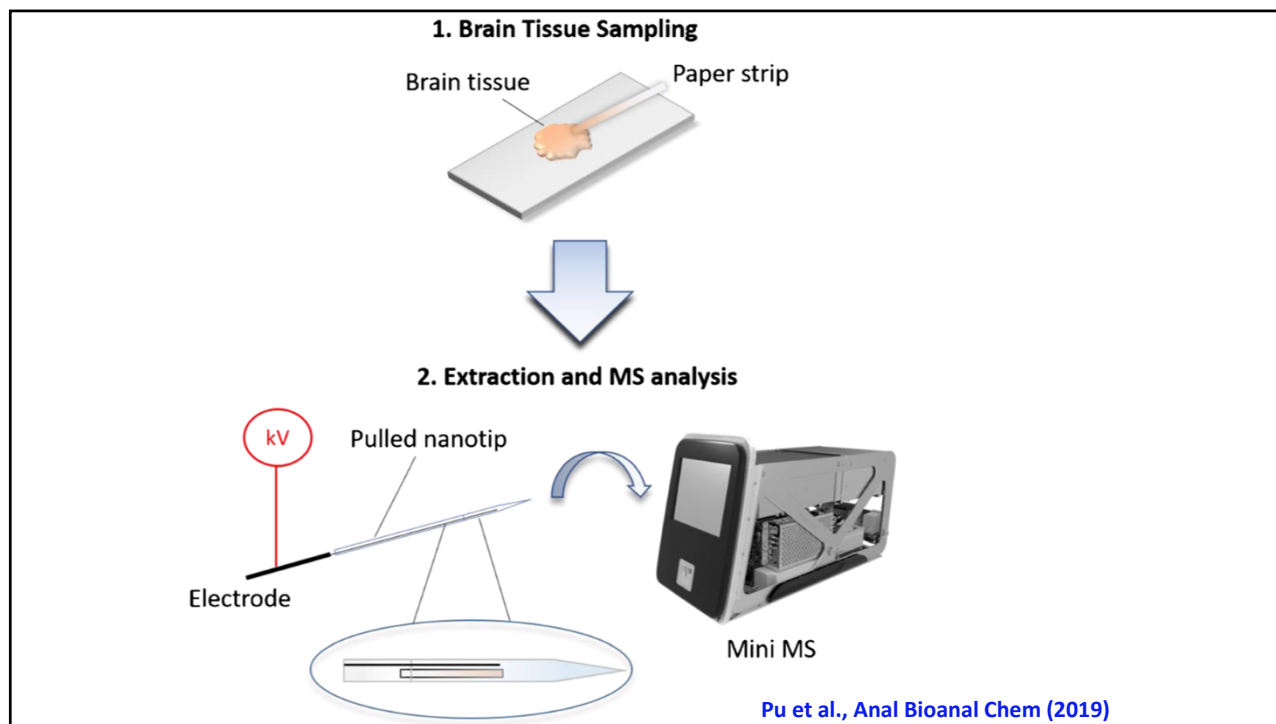 1. Brain Tissue Sampling
Brain tissue
Paper strip
2. Extraction and MS analysis
kV
Pulled nanotip
Electrode
Mini MS
Pu et al., Anal Bioanal Chem (2019)